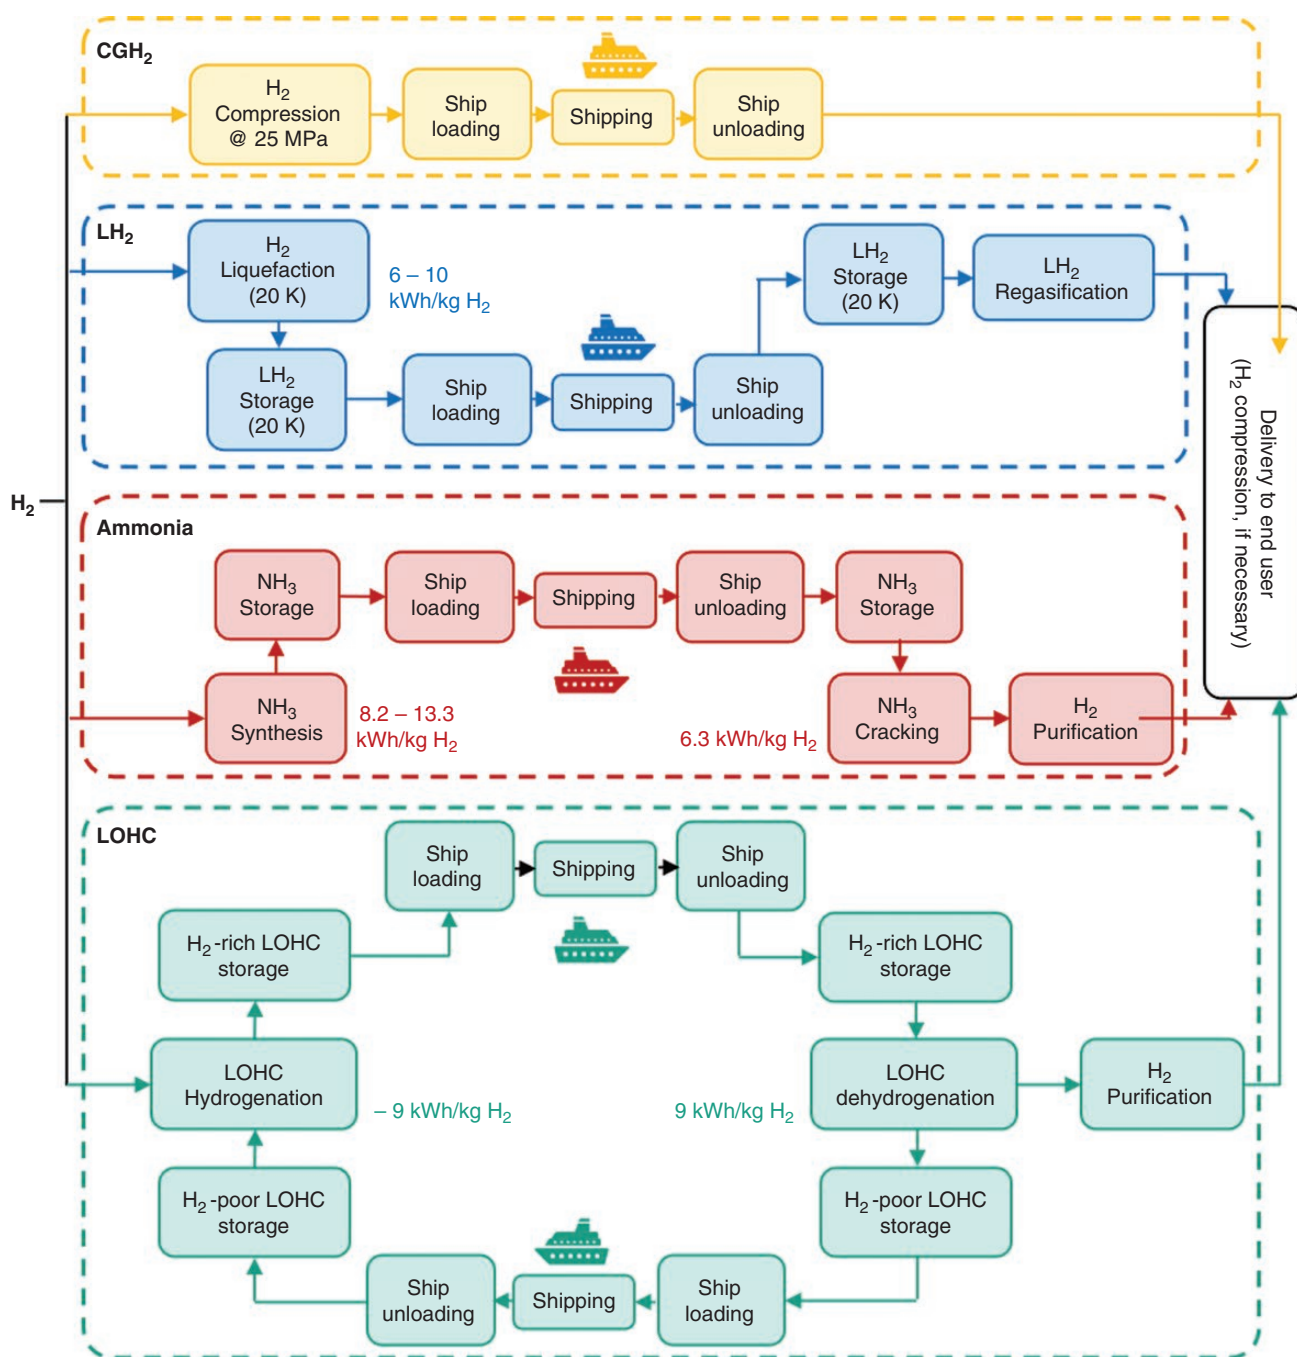 CGH₂
H₂
Compression
@ 25 MPa
Ship
loading
Shipping
Ship
unloading
LH₂
H₂
Liquefaction
(20 K)
6 – 10
kWh/kg H₂
LH₂
Storage
(20 K)
Ship
loading
Shipping
Ship
unloading
LH₂
Storage
(20 K)
LH₂
Regasification
Delivery to end user
(H₂ compression, if necessary)
H₂
Ammonia
NH₃
Synthesis
8.2 – 13.3
kWh/kg H₂
NH₃
Storage
Ship
loading
Shipping
Ship
unloading
NH₃
Storage
NH₃
Cracking
6.3 kWh/kg H₂
H₂
Purification
LOHC
LOHC
Hydrogenation
– 9 kWh/kg H₂
H₂-rich LOHC
storage
Ship
loading
Shipping
Ship
unloading
H₂-rich LOHC
storage
LOHC
dehydrogenation
9 kWh/kg H₂
H₂
Purification
H₂-poor LOHC
storage
Ship
loading
Shipping
Ship
unloading
H₂-poor LOHC
storage